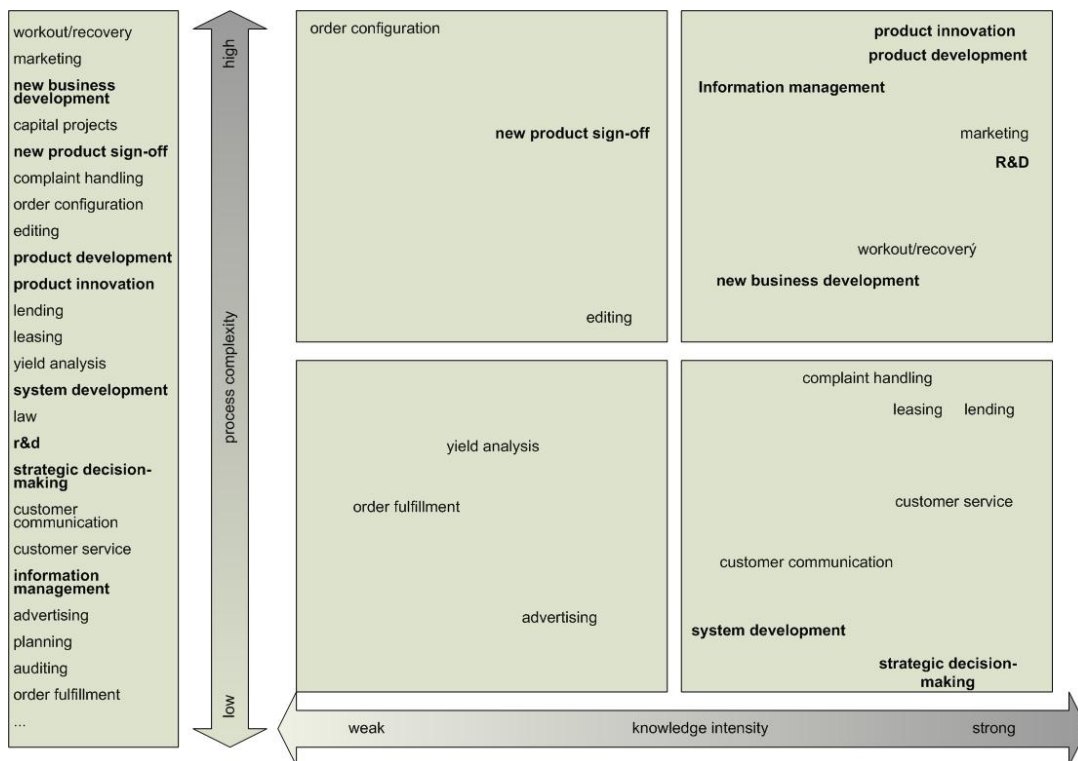 workout/recovery
marketing
new business
development
capital projects
new product sign-off
complaint handling
order configuration
editing
product development
product innovation
lending
leasing
yield analysis
system development
law
r&d
strategic decision-
making
customer
communication
customer service
information
management
advertising
planning
auditing
order fulfillment
...
high
process complexity
low
order configuration
new product sign-off
editing
product innovation
product development
Information management
marketing
R&D
workout/recoverý
new business development
yield analysis
order fulfillment
advertising
complaint handling
leasing lending
customer service
customer communication
system development
strategic decision-
making
weak knowledge intensity strong